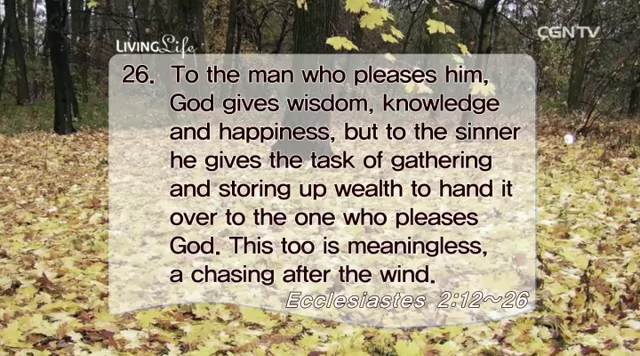 LIVING Life
CGNTV
26. To the man who pleases him,
God gives wisdom, knowledge
and happiness, but to the sinner
he gives the task of gathering
and storing up wealth to hand it
over to the one who pleases
God. This too is meaningless,
a chasing after the wind.
Ecclesiastes 2:12~26